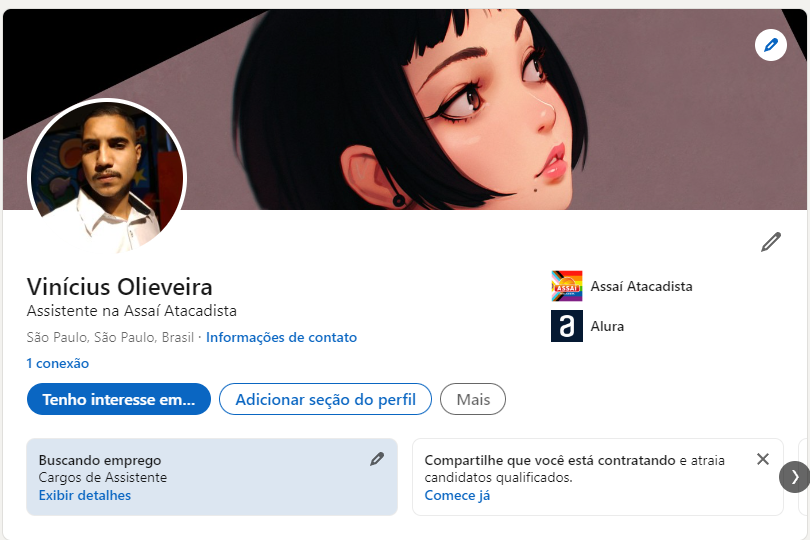 Vinícius Olieveira
Assistente na Assaí Atacadista
São Paulo, São Paulo, Brasil · Informações de contato
1 conexão
ASSAÍ
Assaí Atacadista
a
Alura
Tenho interesse em...
Adicionar seção do perfil
Mais
Buscando emprego
Cargos de Assistente
Exibir detalhes
Compartilhe que você está contratando e atraia
candidatos qualificados.
Comece já